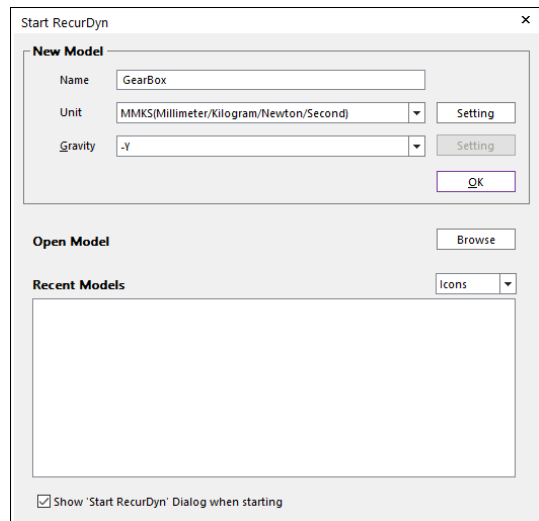 Start RecurDyn ×
New Model
Name GearBox
Unit MMKS(Millimeter/Kilogram/Newton/Second) Setting
Gravity -Y Setting
OK
Open Model Browse
Recent Models Icons
Show 'Start RecurDyn' Dialog when starting